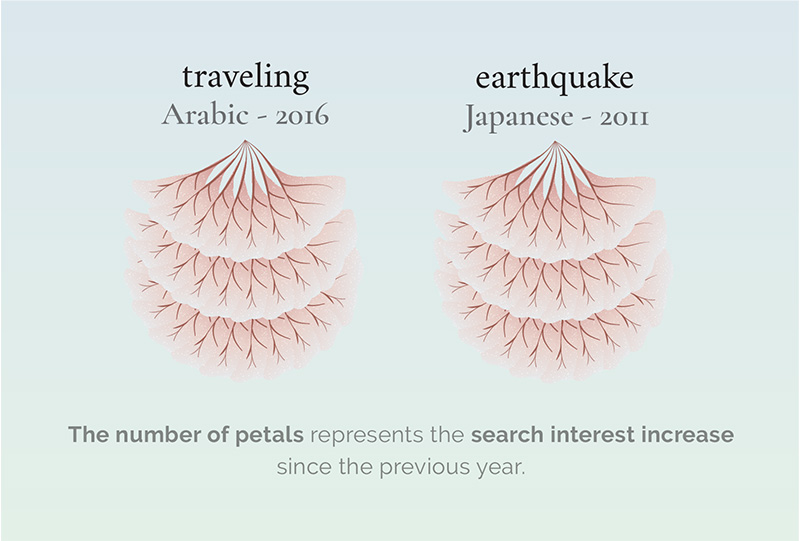 traveling
Arabic - 2016
earthquake
Japanese - 2011
The number of petals represents the search interest increase
since the previous year.